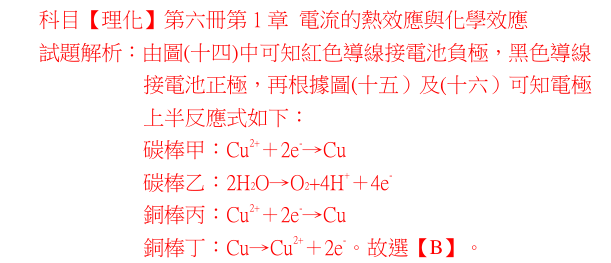 科目【理化】第六冊第1章 電流的熱效應與化學效應
試題解析：由圖(十四)中可知紅色導線接電池負極，黑色導線
接電池正極，再根據圖(十五）及(十六）可知電極
上半反應式如下：
碳棒甲：Cu²⁺＋2e⁻→Cu
碳棒乙：2H₂O→O₂+4H⁺＋4e⁻
銅棒丙：Cu²⁺＋2e⁻→Cu
銅棒丁：Cu→Cu²⁺＋2e⁻。故選【B】。